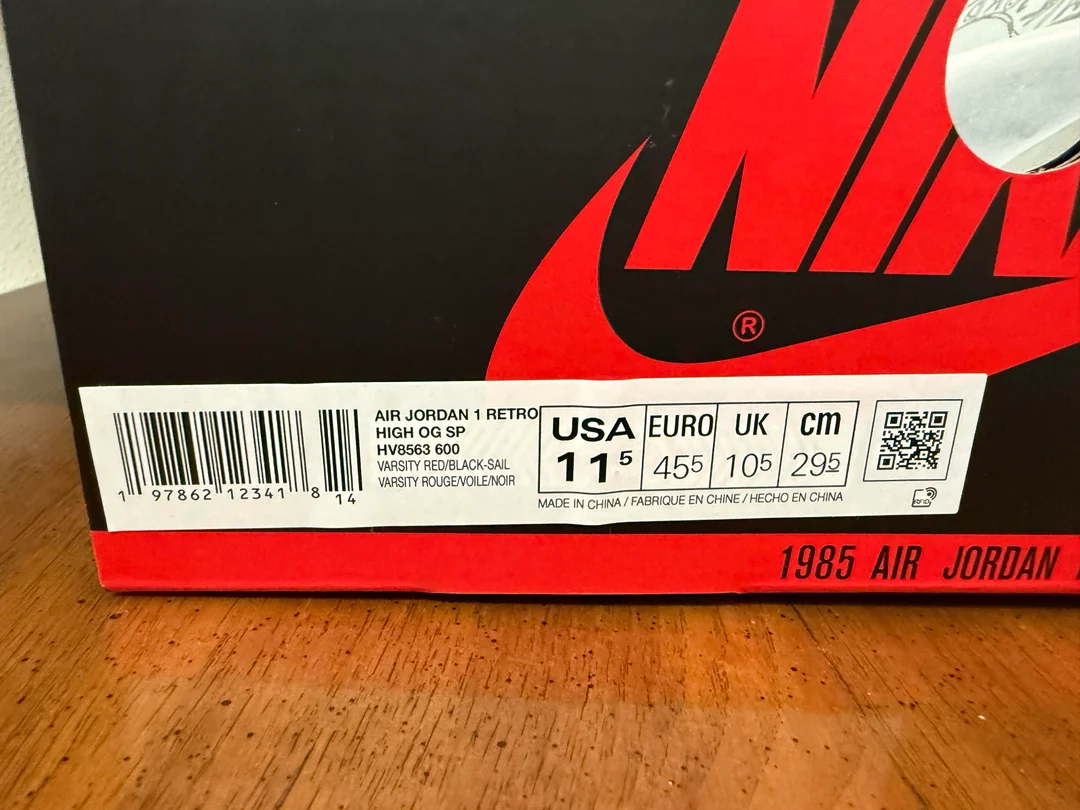 NIK
®
AIR JORDAN 1 RETRO
HIGH OG SP
HV8563 600
VARSITY RED/BLACK-SAIL
VARSITY ROUGE/VOILE/NOIR
1 97862 12341 8 14
USA EURO UK cm
11⁵ 45⁵ 10⁵ 29⁵
MADE IN CHINA / FABRIQUE EN CHINE / HECHO EN CHINA
RFID
1985 AIR JORDAN